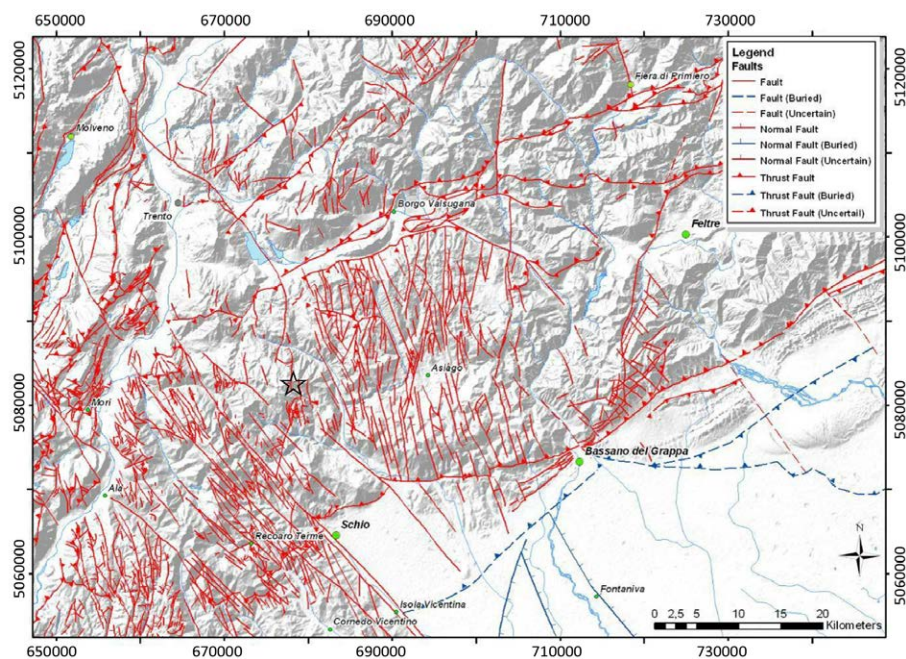 650000 670000 690000 710000 730000
5120000 5120000
Legend
Faults
Fault
Fault (Buried)
Fault (Uncertain)
Normal Fault
Normal Fault (Buried)
Normal Fault (Uncertain)
Thrust Fault
Thrust Fault (Buried)
Thrust Fault (Uncertail)
Fiera di Primiero
Molveno
Trento
Borgo Valsugana
Feltre
5100000 5100000
Asiago
5080000 5080000
Mori
Bassano del Grappa
Ala
Schio
Recoaro Terme
N
5060000 5060000
Isola Vicentina
Fontaniva
Cornedo Vicentino
0 2,5 5 10 15 20
Kilometers
650000 670000 690000 710000 730000